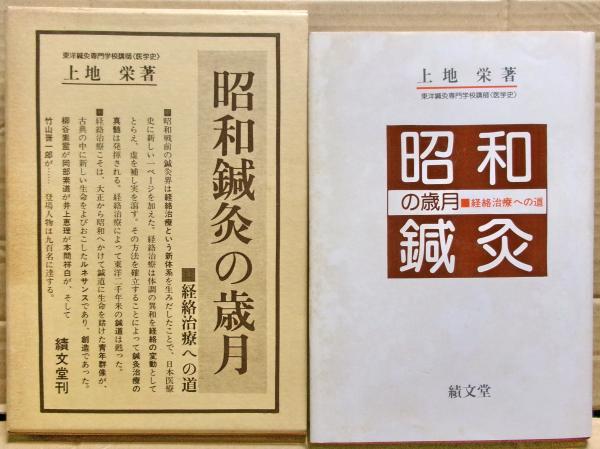 東洋鍼灸専門学校講師〈医学史〉
上地 栄著
昭和鍼灸の歳月
■経絡治療への道
■昭和戦前の鍼灸界は経絡治療という新体系を生みだしたことで、日本医療
史に新しい一ページを加えた。経絡治療は体調の異和を経絡の変動として
とらえ、虚を補し実を瀉す。その方法を確立することによって鍼灸治療の
真髄は発揮される。経絡治療によって東洋二千年来の鍼道は甦った。
■経絡治療こそは、大正から昭和へかけて鍼道に生命を賭けた青年群像が、
古典の中に新しい生命をよびおこしたルネサンスであり、創造であった。
柳谷素霊が岡部素道が井上恵理が本間祥白が、そして
竹山晋一郎が……　登場人物は九百名に達する。
績文堂刊
上地 栄著
東洋鍼灸専門学校講師〈医学史〉
昭和
の歳月■経絡治療への道
鍼灸
績文堂